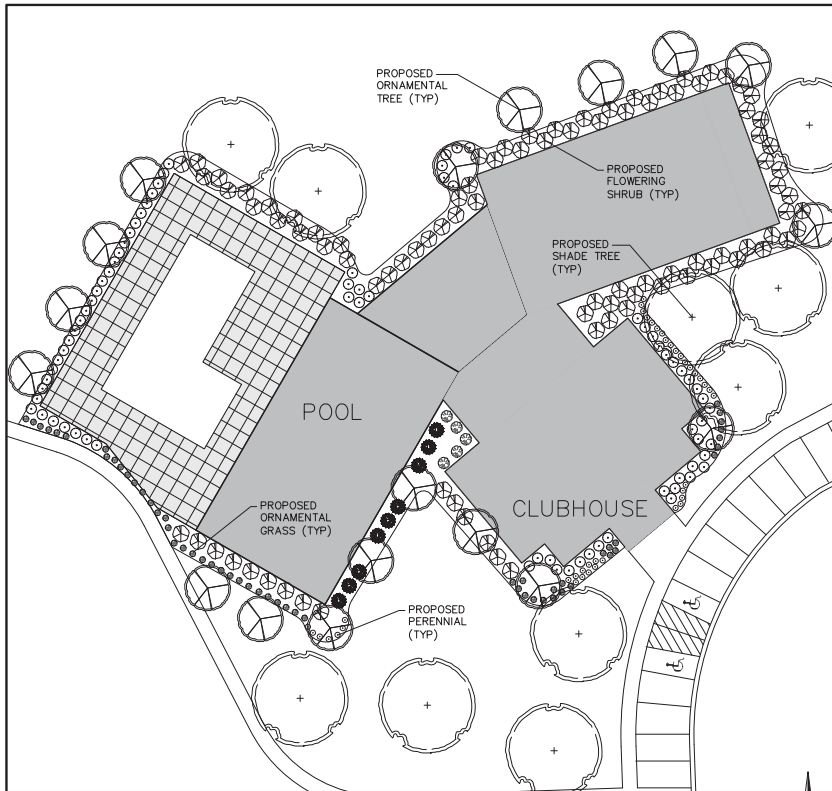 PROPOSED
ORNAMENTAL
TREE (TYP)
PROPOSED
FLOWERING
SHRUB (TYP)
PROPOSED
SHADE TREE
(TYP)
POOL
CLUBHOUSE
PROPOSED
ORNAMENTAL
GRASS (TYP)
PROPOSED
PERENNIAL
(TYP)